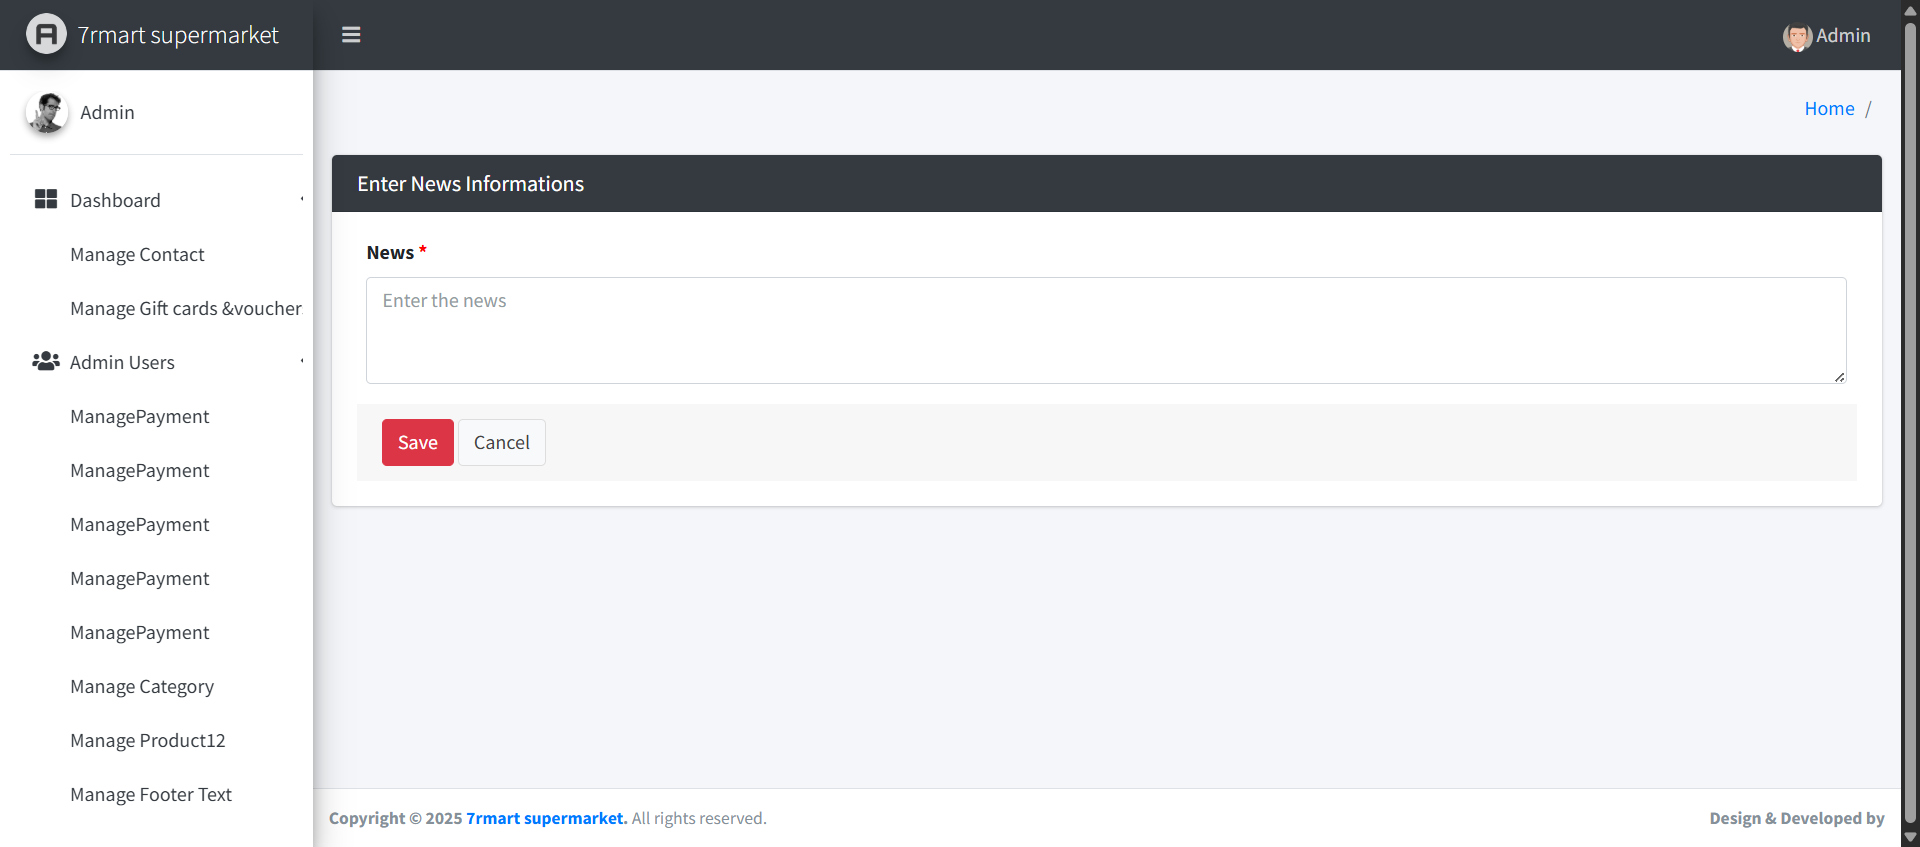 7rmart supermarket
Admin
Admin
Home /
Dashboard
Manage Contact
Manage Gift cards &voucher
Admin Users
ManagePayment
ManagePayment
ManagePayment
ManagePayment
ManagePayment
Manage Category
Manage Product12
Manage Footer Text
Enter News Informations
News *
Enter the news
Save Cancel
Copyright © 2025 7rmart supermarket. All rights reserved.
Design & Developed by